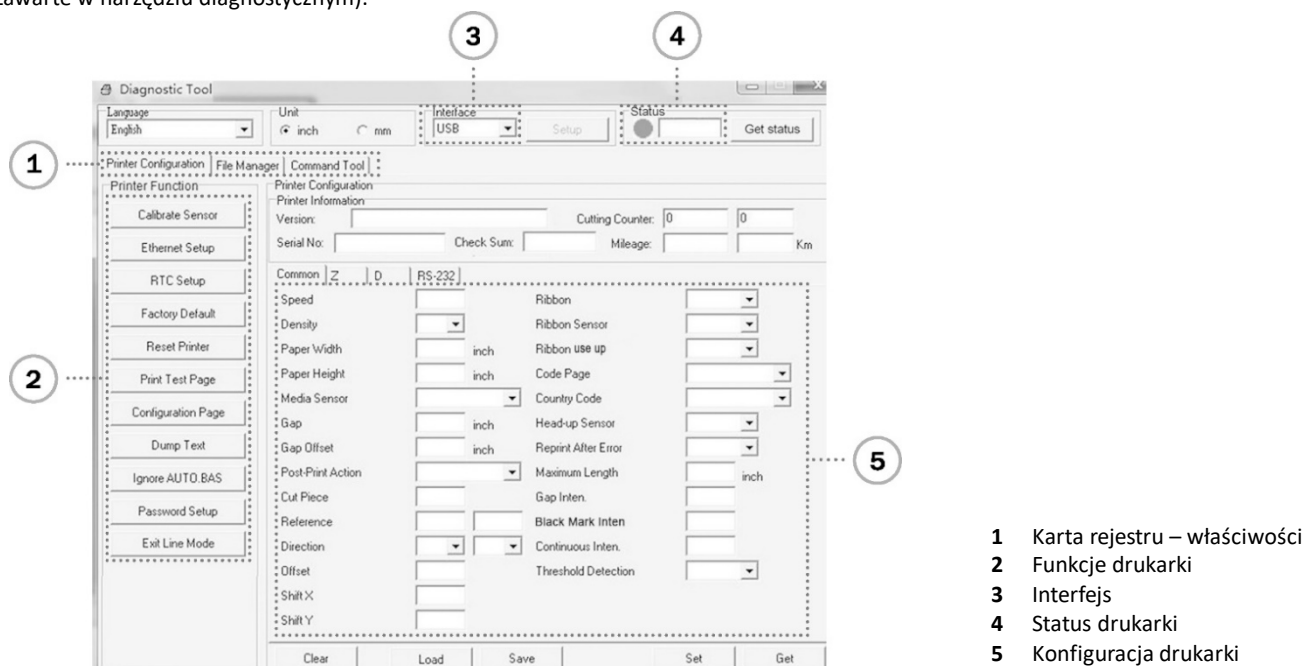 zawarte w narzędziu diagnostycznym).
3 4
Diagnostic Tool
Language Unit Interface Status
English inch mm USB Setup Get status
1
Printer Configuration File Manager Command Tool
Printer Function Printer Configuration
Printer Information
Calibrate Sensor Version: Cutting Counter: 0 0
Ethernet Setup Serial No: Check Sum: Mileage: Km
RTC Setup Common Z D RS-232
Speed Ribbon
Factory Default Density Ribbon Sensor
Reset Printer Paper Width inch Ribbon use up
2 Print Test Page Paper Height inch Code Page
Configuration Page Media Sensor Country Code
Gap inch Head-up Sensor
Dump Text Gap Offset inch Reprint After Error
5
Ignore AUTO.BAS Post-Print Action Maximum Length inch
Cut Piece Gap Inten.
Password Setup Reference Black Mark Inten
Exit Line Mode Direction Continuous Inten.
Offset Threshold Detection
Shift X
Shift Y
Clear Load Save Set Get
1 Karta rejestru – właściwości
2 Funkcje drukarki
3 Interfejs
4 Status drukarki
5 Konfiguracja drukarki